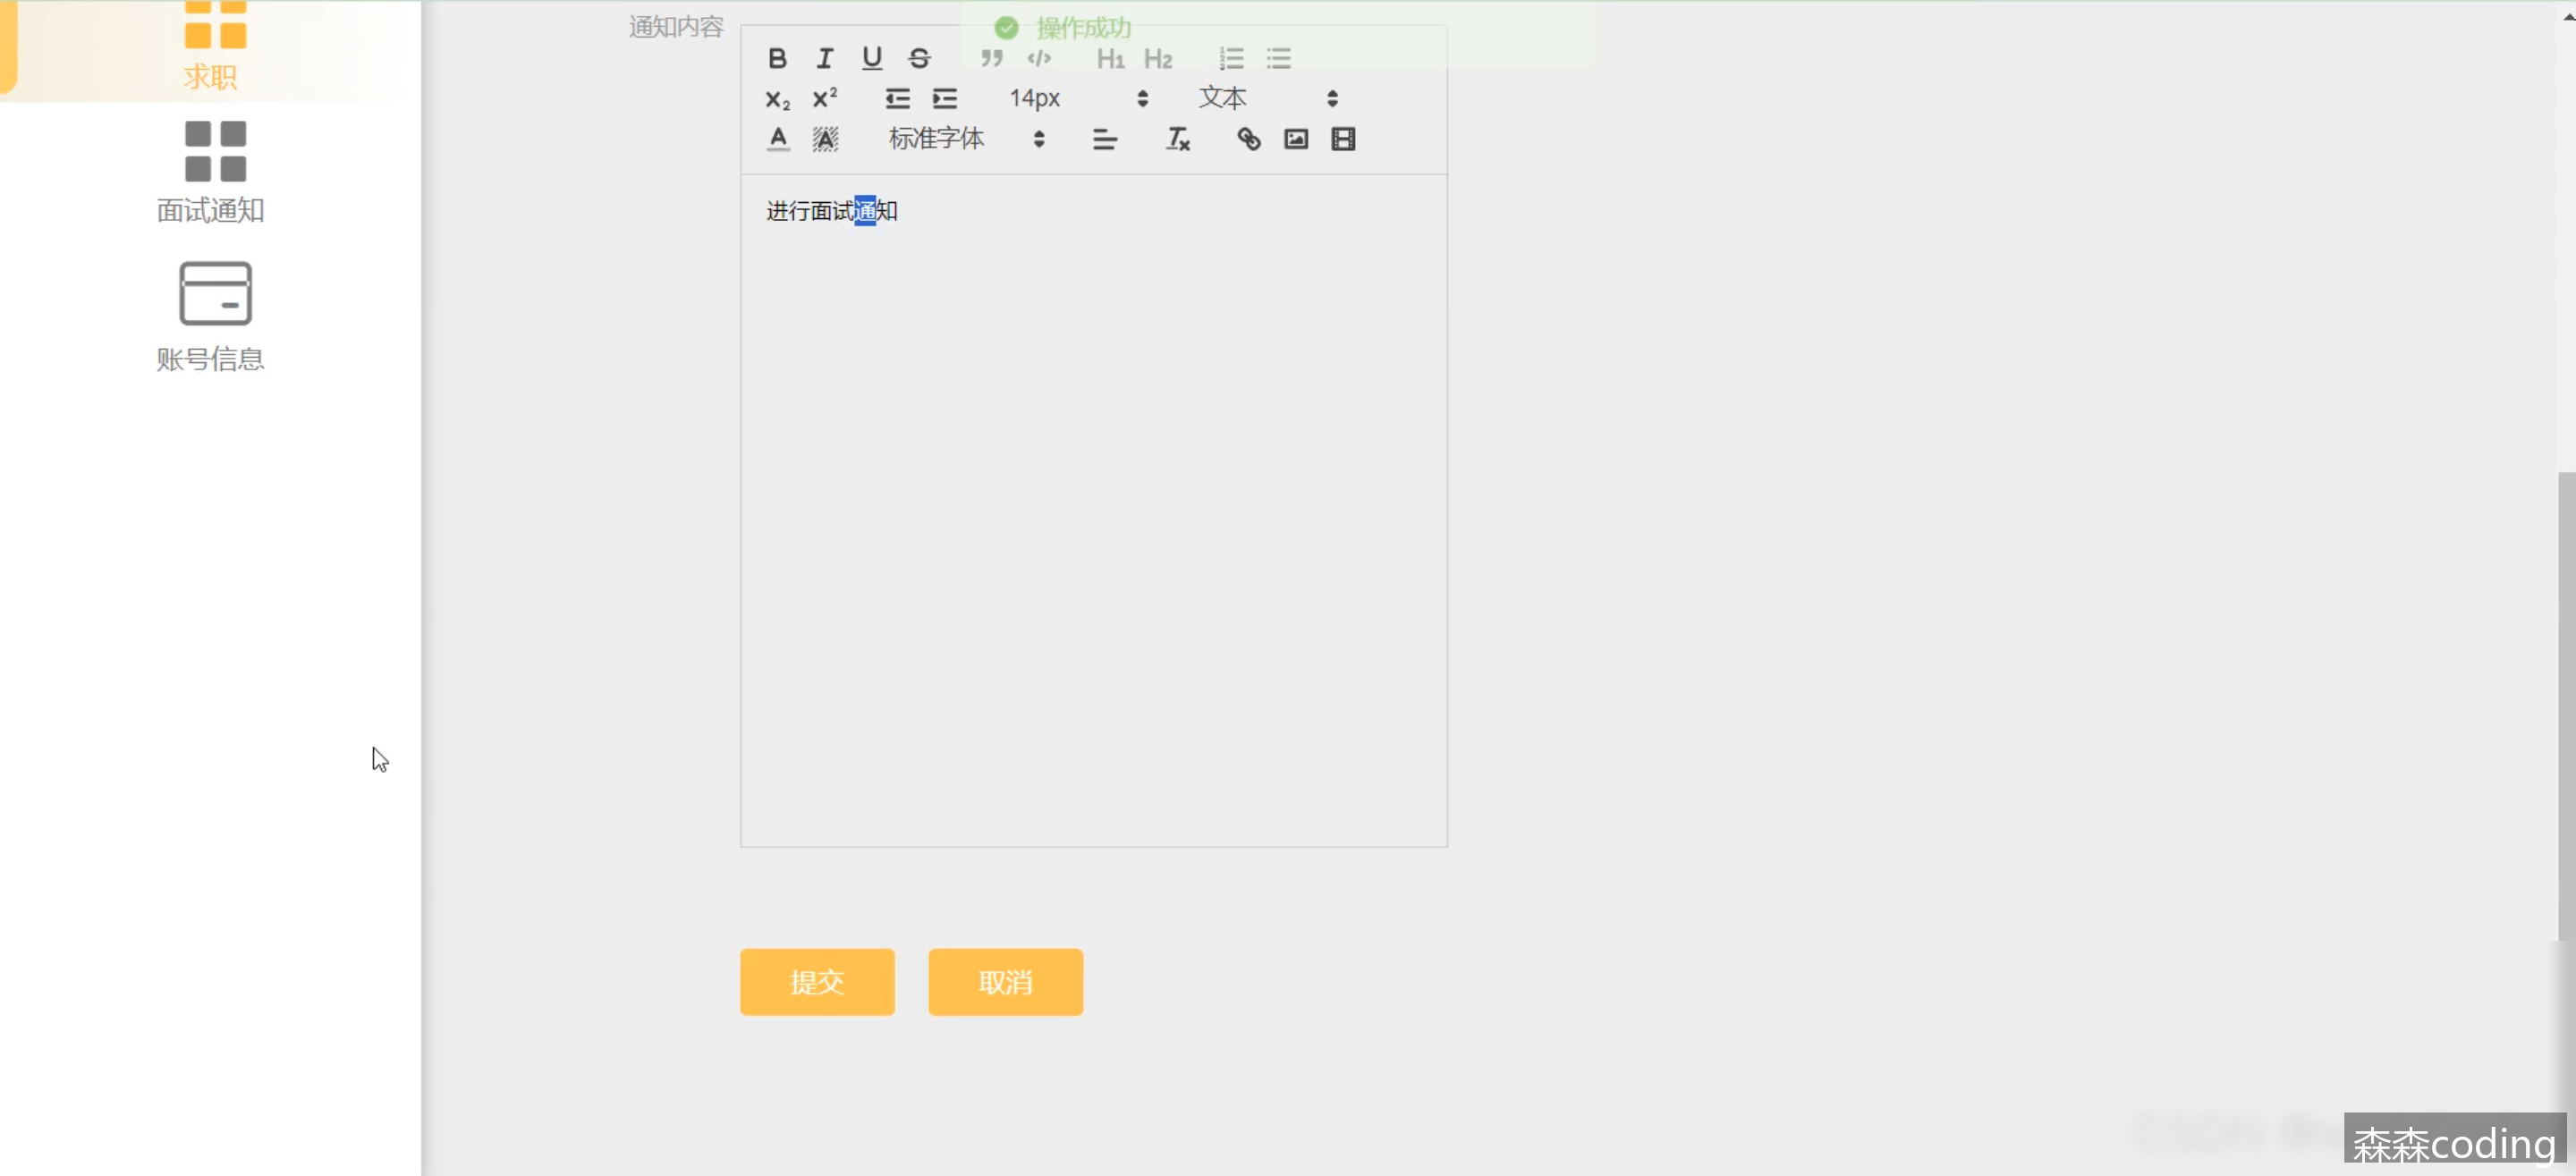 通知内容
操作成功
求职
H1 H2
14px 文本
标准字体
面试通知
进行面试通知
账号信息
提交 取消
森森coding